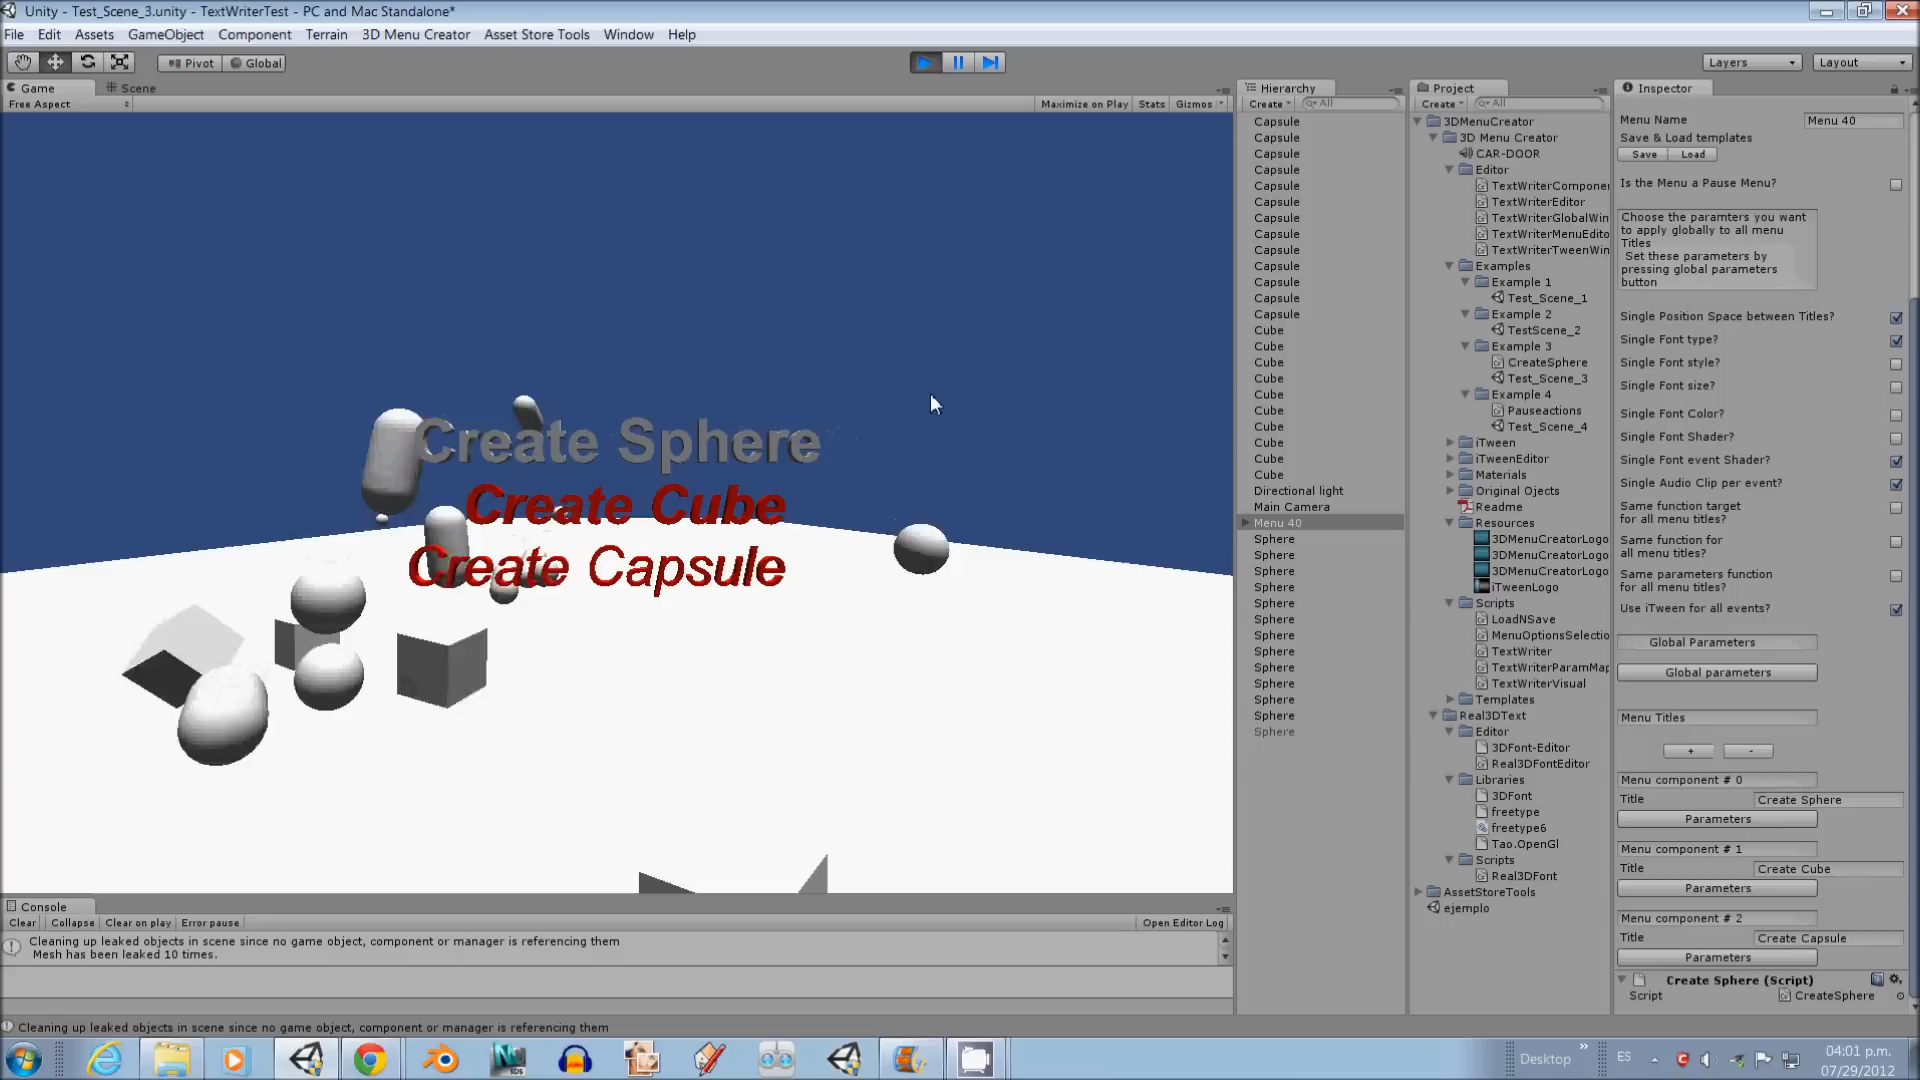 Unity - Test_Scene_3.unity - TextWriterTest - PC and Mac Standalone*
File Edit Assets GameObject Component Terrain 3D Menu Creator Asset Store Tools Window Help
Pivot Global Layers Layout
Game Scene
Free Aspect Maximize on Play Stats Gizmos
Create Sphere
Create Cube
Create Capsule
Console
Clear Collapse Clear on play Error pause Open Editor Log
Cleaning up leaked objects in scene since no game object, component or manager is referencing them
Mesh has been leaked 10 times.
Cleaning up leaked objects in scene since no game object, component or manager is referencing them
Hierarchy
Create All
Capsule
Capsule
Capsule
Capsule
Capsule
Capsule
Capsule
Capsule
Capsule
Capsule
Capsule
Capsule
Capsule
Cube
Cube
Cube
Cube
Cube
Cube
Cube
Cube
Cube
Cube
Directional light
Main Camera
Menu 40
Sphere
Sphere
Sphere
Sphere
Sphere
Sphere
Sphere
Sphere
Sphere
Sphere
Sphere
Sphere
Sphere
Project
Create All
3DMenuCreator
3D Menu Creator
CAR-DOOR
Editor
TextWriterComponer
TextWriterEditor
TextWriterGlobalWin
TextWriterMenuEdito
TextWriterTweenWin
Examples
Example 1
Test_Scene_1
Example 2
TestScene_2
Example 3
CreateSphere
Test_Scene_3
Example 4
Pauseactions
Test_Scene_4
iTween
iTweenEditor
Materials
Original Ojects
Readme
Resources
3DMenuCreatorLogo
3DMenuCreatorLogo
3DMenuCreatorLogo
iTweenLogo
Scripts
LoadNSave
MenuOptionsSelectio
TextWriter
TextWriterParamMap
TextWriterVisual
Templates
Real3DText
Editor
3DFont-Editor
Real3DFontEditor
Libraries
3DFont
freetype
freetype6
Tao.OpenGl
Scripts
Real3DFont
AssetStoreTools
ejemplo
Inspector
Menu Name Menu 40
Save & Load templates
Save Load
Is the Menu a Pause Menu?
Choose the paramters you want
to apply globally to all menu
Titles
Set these parameters by
pressing global parameters
button
Single Position Space between Titles?
Single Font type?
Single Font style?
Single Font size?
Single Font Color?
Single Font Shader?
Single Font event Shader?
Single Audio Clip per event?
Same function target
for all menu titles?
Same function for
all menu titles?
Same parameters function
for all menu titles?
Use iTween for all events?
Global Parameters
Global parameters
Menu Titles
+ -
Menu component # 0
Title Create Sphere
Parameters
Menu component # 1
Title Create Cube
Parameters
Menu component # 2
Title Create Capsule
Parameters
Create Sphere (Script)
Script CreateSphere
Desktop » ES 04:01 p.m.
07/29/2012